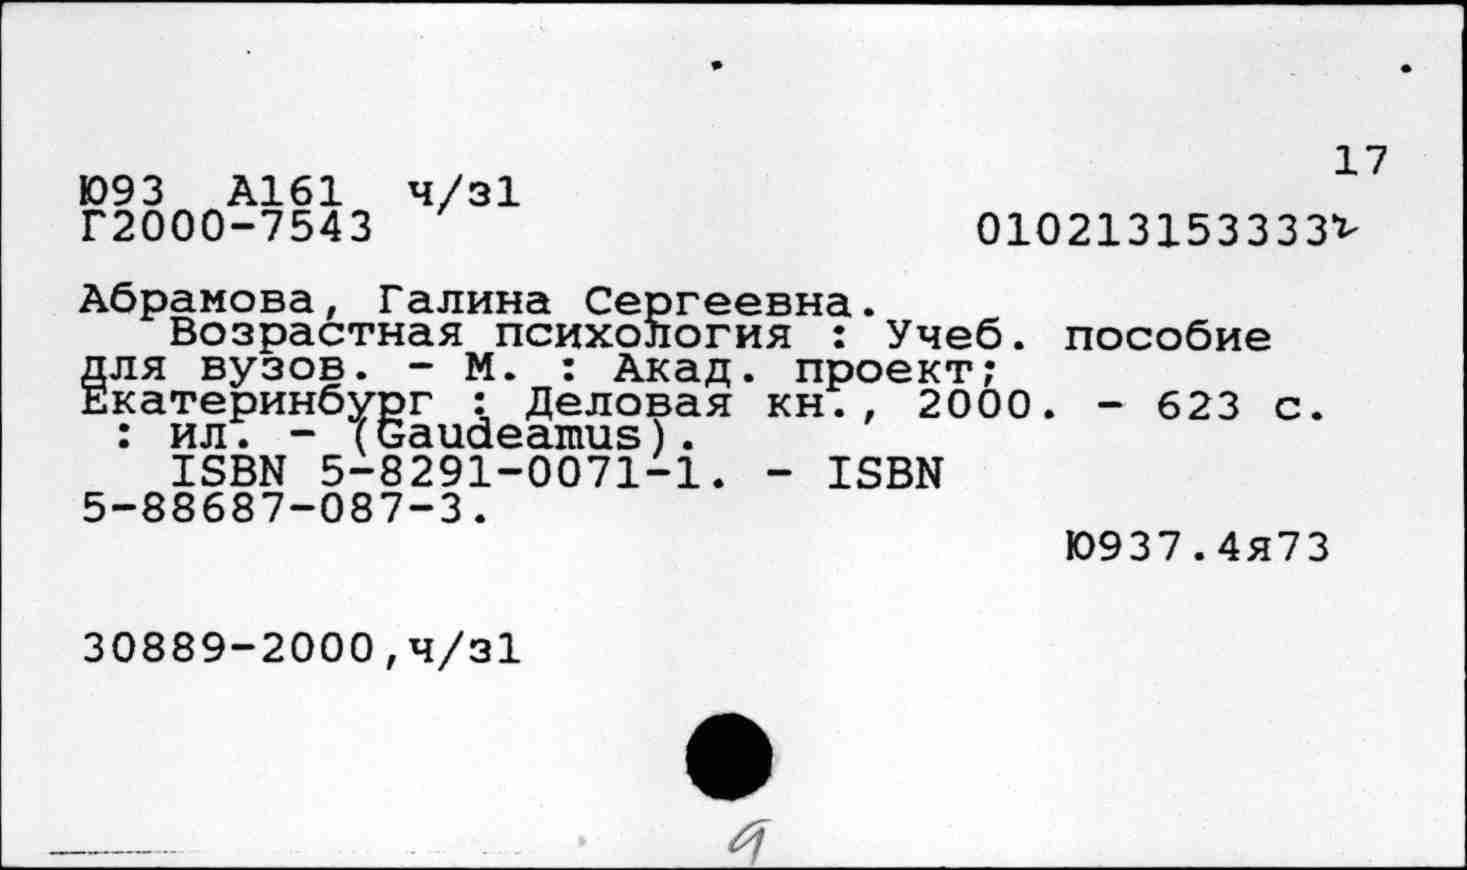 17
Ю93 А161 ч/з1
Г2000-7543 010213153333
Абрамова, Галина Сергеевна.
Возрастная психология : Учеб. пособие
для вузов. - М. : Акад. проект;
Екатеринбург : Деловая кн., 2000. - 623 с.
: ил. - (Gaudeamus).
ISBN 5-8291-0071-1. - ISBN
5-88687-087-3.
Ю937.4я73
30889-2000,ч/з1